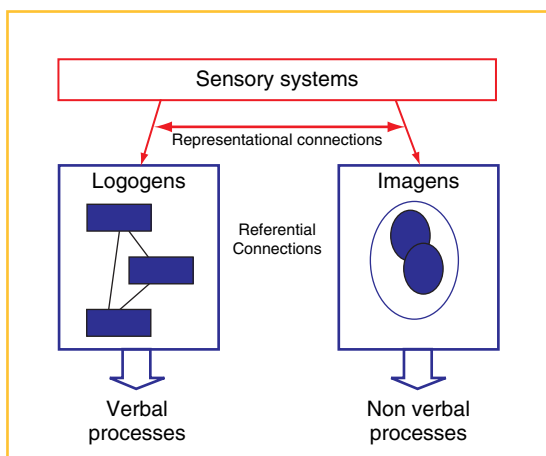 Sensory systems
Representational connections
Logogens
Imagens
Referential
Connections
Verbal
processes
Non verbal
processes